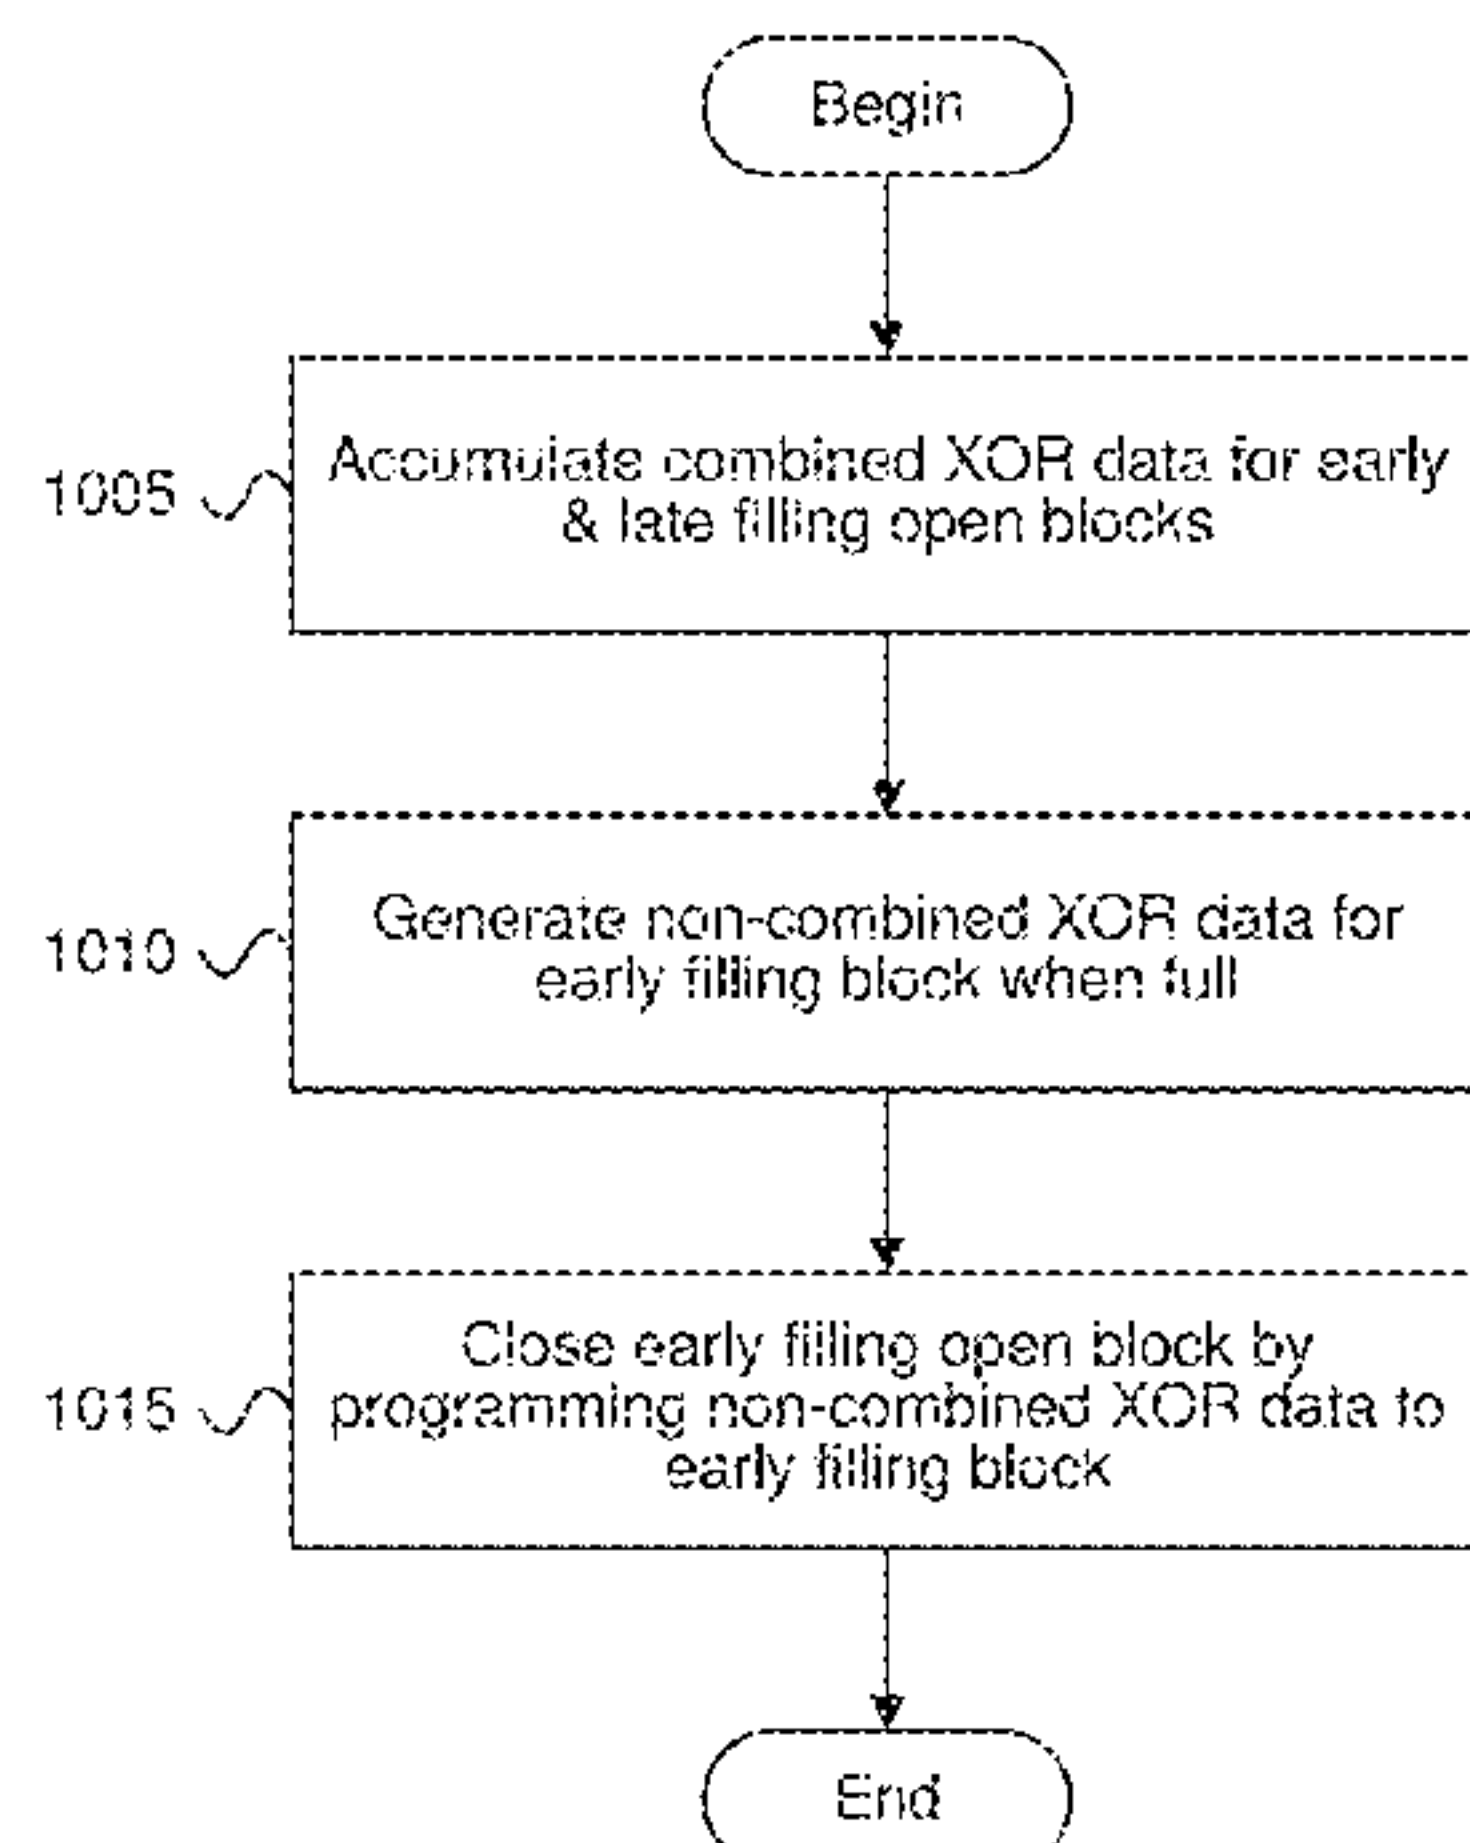 Begin
1005
Accumulate combined XOR data for early
& late filling open blocks
1010
Generate non-combined XOR data for
early filling block when full
1015
Close early filling open block by
programming non-combined XOR data to
early filling block
End